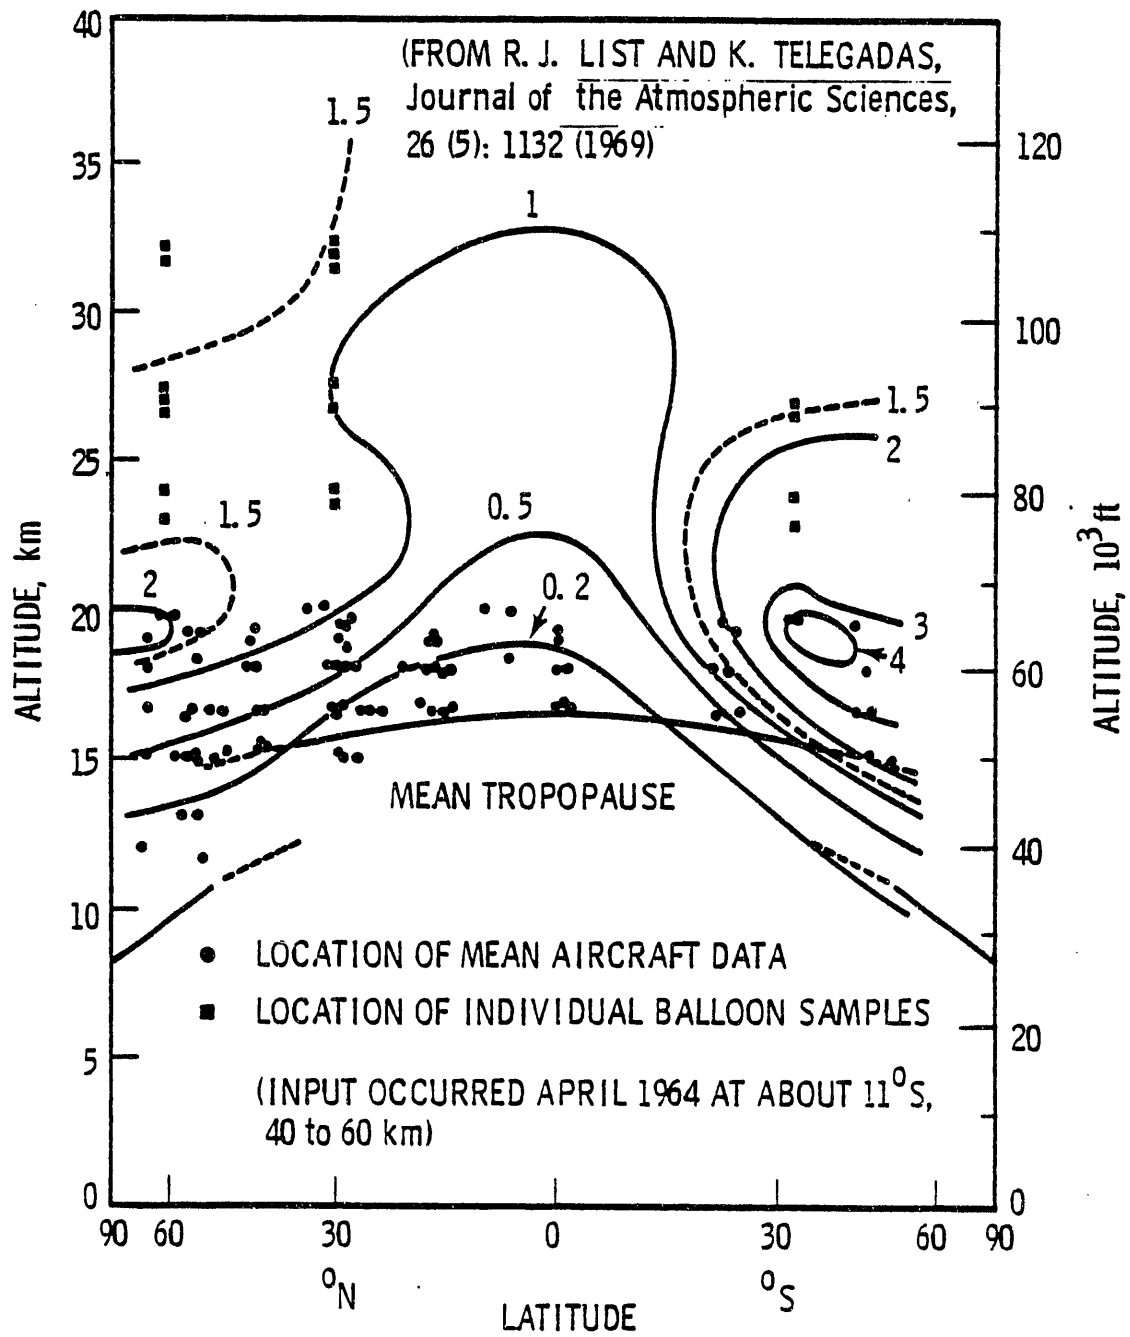 40
(FROM R. J. LIST AND K. TELEGADAS,
Journal of the Atmospheric Sciences,
26 (5): 1132 (1969)
1.5
35
120
1
30
100
1.5
2
25
80
1.5
0.5
ALTITUDE, km
ALTITUDE, 10³ft
2
0.2
20
3
4
60
15
MEAN TROPOPAUSE
40
10
LOCATION OF MEAN AIRCRAFT DATA
LOCATION OF INDIVIDUAL BALLOON SAMPLES
20
5
(INPUT OCCURRED APRIL 1964 AT ABOUT 11°S,
40 to 60 km)
0
0
90 60 30 0 30 60 90
°N
°S
LATITUDE